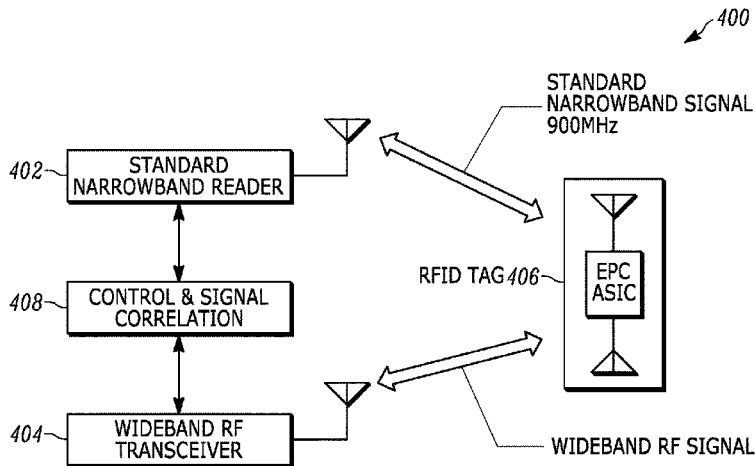 400
STANDARD
NARROWBAND SIGNAL
900MHz
402
STANDARD
NARROWBAND READER
RFID TAG 406
EPC
ASIC
408
CONTROL & SIGNAL
CORRELATION
404
WIDEBAND RF
TRANSCEIVER
WIDEBAND RF SIGNAL